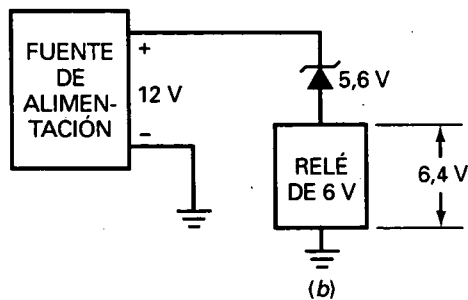 FUENTE
DE
ALIMEN-
TACIÓN
+
12 V
−
5,6 V
RELÉ
DE 6 V
6,4 V
(b)